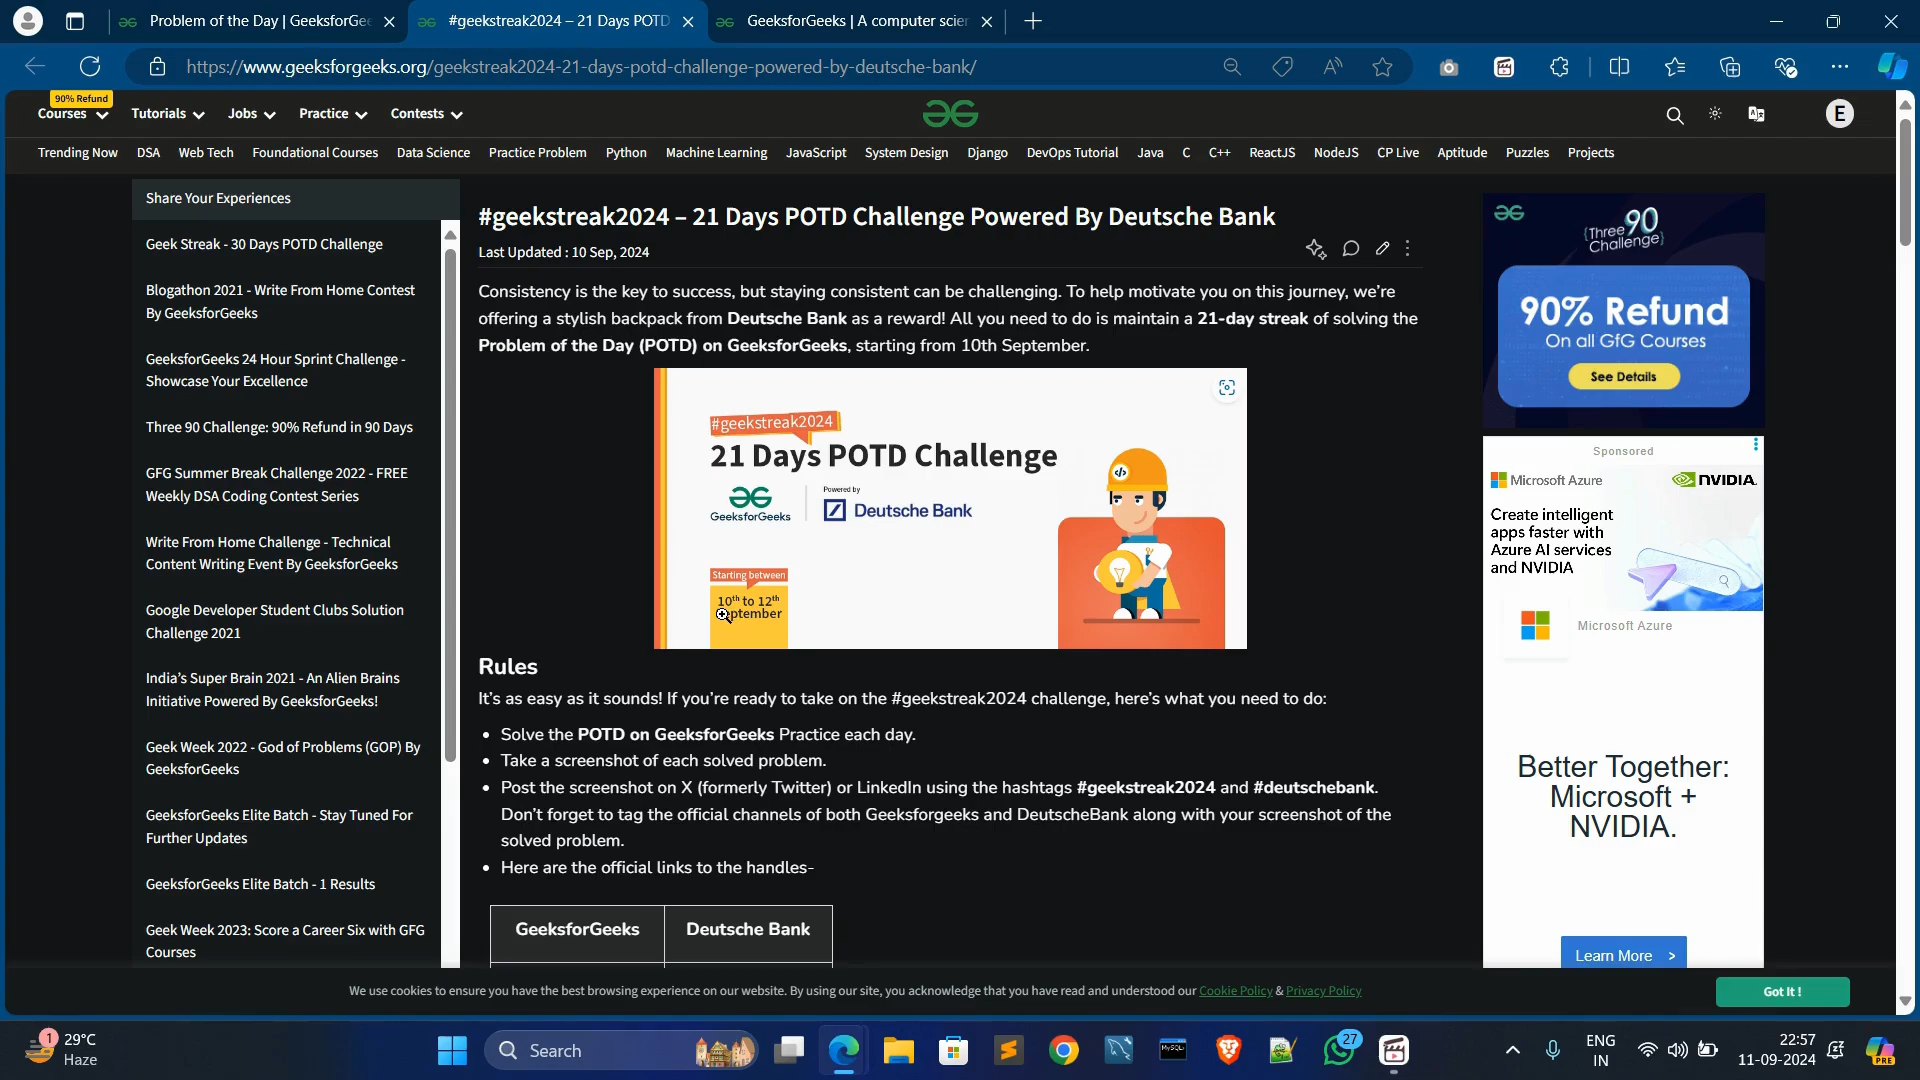 Problem of the Day | GeeksforGee
#geekstreak2024 – 21 Days POTD
GeeksforGeeks | A computer scien
https://www.geeksforgeeks.org/geekstreak2024-21-days-potd-challenge-powered-by-deutsche-bank/
90% Refund
Courses
Tutorials
Jobs
Practice
Contests
E
Trending Now
DSA
Web Tech
Foundational Courses
Data Science
Practice Problem
Python
Machine Learning
JavaScript
System Design
Django
DevOps Tutorial
Java
C
C++
ReactJS
NodeJS
CP Live
Aptitude
Puzzles
Projects
Share Your Experiences
Geek Streak - 30 Days POTD Challenge
Blogathon 2021 - Write From Home Contest
By GeeksforGeeks
GeeksforGeeks 24 Hour Sprint Challenge -
Showcase Your Excellence
Three 90 Challenge: 90% Refund in 90 Days
GFG Summer Break Challenge 2022 - FREE
Weekly DSA Coding Contest Series
Write From Home Challenge - Technical
Content Writing Event By GeeksforGeeks
Google Developer Student Clubs Solution
Challenge 2021
India's Super Brain 2021 - An Alien Brains
Initiative Powered By GeeksforGeeks!
Geek Week 2022 - God of Problems (GOP) By
GeeksforGeeks
GeeksforGeeks Elite Batch - Stay Tuned For
Further Updates
GeeksforGeeks Elite Batch - 1 Results
Geek Week 2023: Score a Career Six with GFG
Courses
#geekstreak2024 – 21 Days POTD Challenge Powered By Deutsche Bank
Last Updated : 10 Sep, 2024
Consistency is the key to success, but staying consistent can be challenging. To help motivate you on this journey, we're
offering a stylish backpack from Deutsche Bank as a reward! All you need to do is maintain a 21-day streak of solving the
Problem of the Day (POTD) on GeeksforGeeks, starting from 10th September.
#geekstreak2024
21 Days POTD Challenge
GeeksforGeeks
Powered by
Deutsche Bank
Starting between
10th to 12th
September
Rules
It's as easy as it sounds! If you're ready to take on the #geekstreak2024 challenge, here's what you need to do:
• Solve the POTD on GeeksforGeeks Practice each day.
• Take a screenshot of each solved problem.
• Post the screenshot on X (formerly Twitter) or LinkedIn using the hashtags #geekstreak2024 and #deutschebank.
Don't forget to tag the official channels of both Geeksforgeeks and DeutscheBank along with your screenshot of the
solved problem.
• Here are the official links to the handles-
GeeksforGeeks
Deutsche Bank
{Three 90
Challenge}
90% Refund
On all GfG Courses
See Details
Sponsored
Microsoft Azure
NVIDIA.
Create intelligent
apps faster with
Azure AI services
and NVIDIA
Microsoft Azure
Better Together:
Microsoft +
NVIDIA.
Learn More >
We use cookies to ensure you have the best browsing experience on our website. By using our site, you acknowledge that you have read and understood our Cookie Policy & Privacy Policy
Got It !
1
29°C
Haze
Search
MySQL
27
ENG
IN
22:57
11-09-2024
PRE